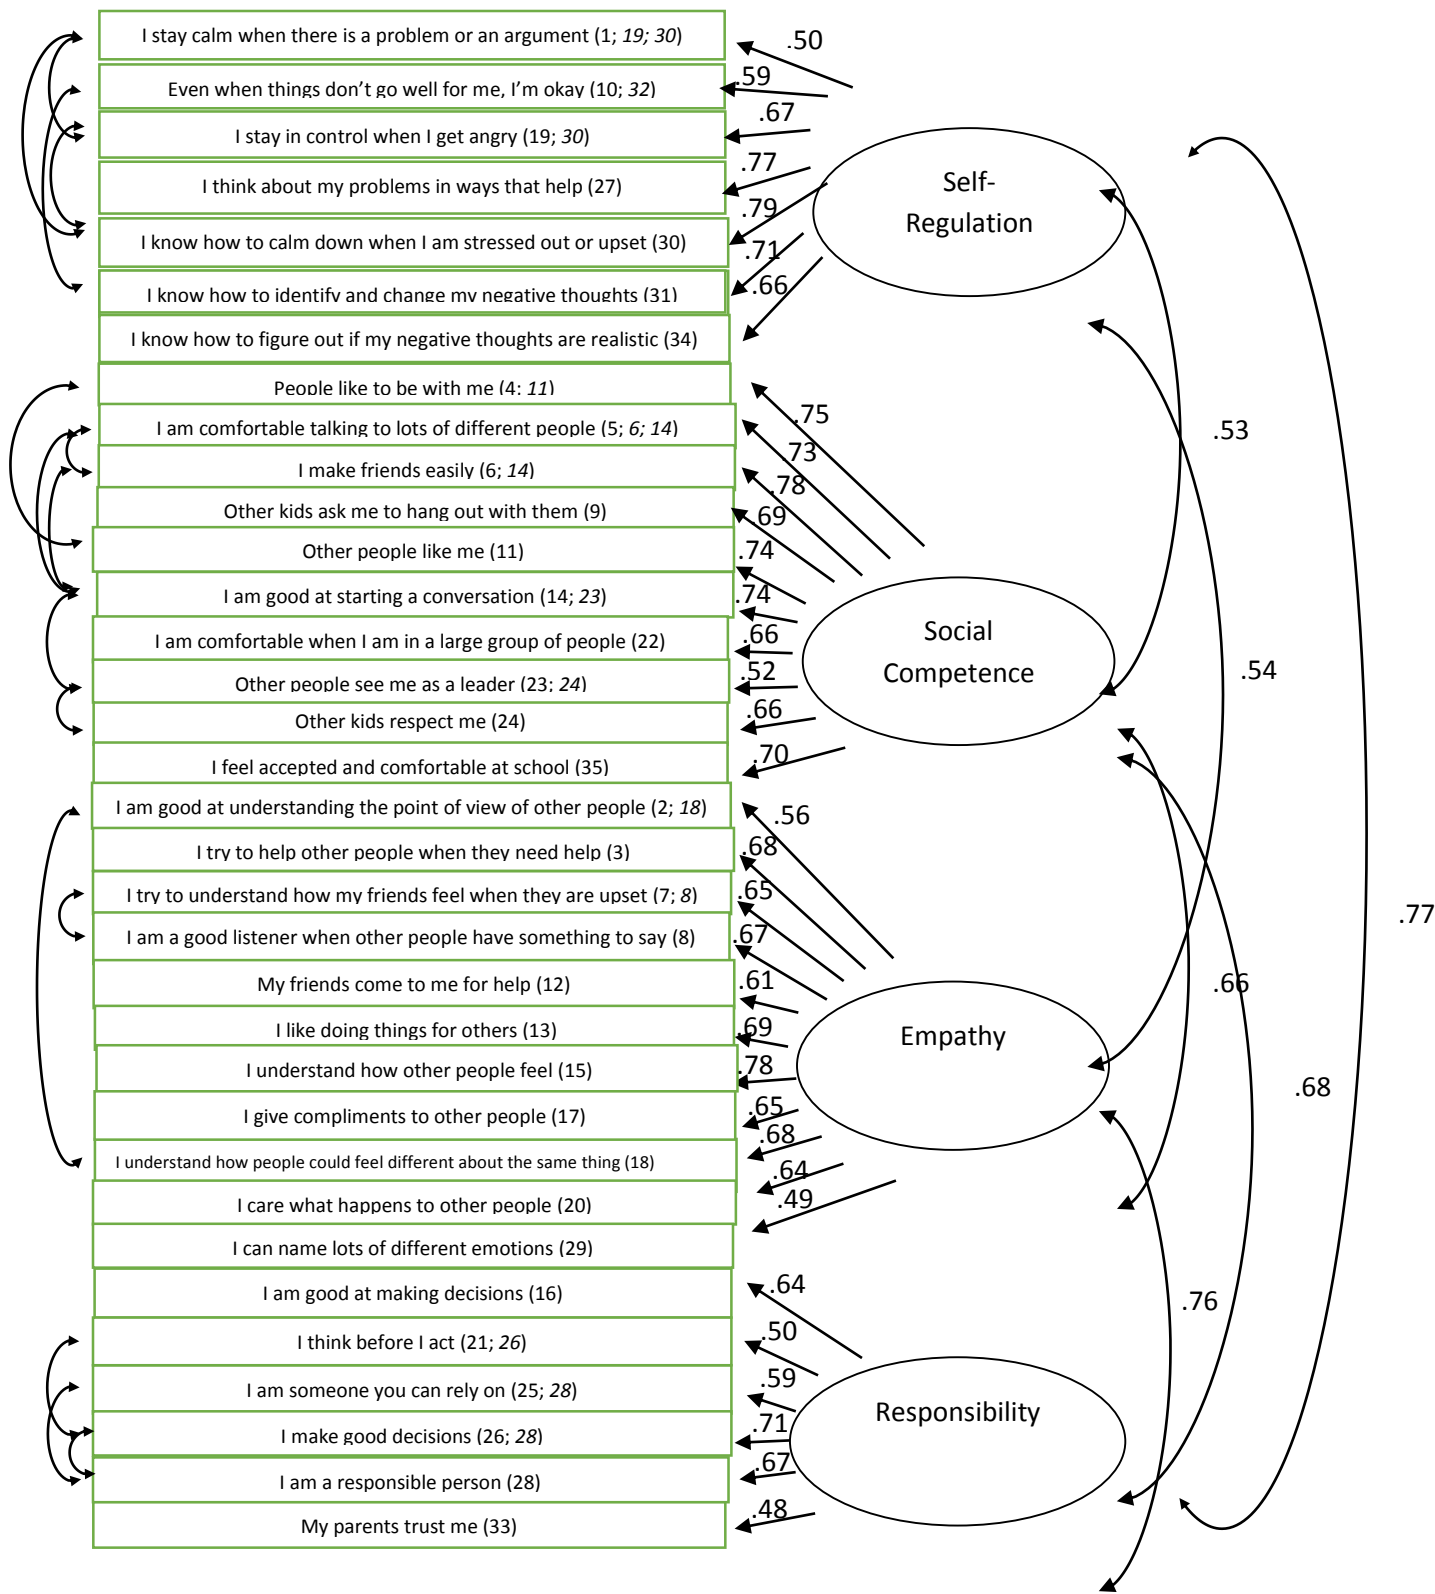 I stay calm when there is a problem or an argument (1; 19; 30)
Even when things don’t go well for me, I’m okay (10; 32)
I stay in control when I get angry (19; 30)
I think about my problems in ways that help (27)
I know how to calm down when I am stressed out or upset (30)
I know how to identify and change my negative thoughts (31)
I know how to figure out if my negative thoughts are realistic (34)
.50
.59
.67
.77
.79
.71
.66
Self-
Regulation
People like to be with me (4: 11)
I am comfortable talking to lots of different people (5; 6; 14)
I make friends easily (6; 14)
Other kids ask me to hang out with them (9)
Other people like me (11)
I am good at starting a conversation (14; 23)
I am comfortable when I am in a large group of people (22)
Other people see me as a leader (23; 24)
Other kids respect me (24)
I feel accepted and comfortable at school (35)
.75
.73
.78
.69
.74
.74
.66
.52
.66
.70
Social
Competence
I am good at understanding the point of view of other people (2; 18)
I try to help other people when they need help (3)
I try to understand how my friends feel when they are upset (7; 8)
I am a good listener when other people have something to say (8)
My friends come to me for help (12)
I like doing things for others (13)
I understand how other people feel (15)
I give compliments to other people (17)
I understand how people could feel different about the same thing (18)
I care what happens to other people (20)
I can name lots of different emotions (29)
.56
.68
.65
.67
.61
.69
.78
.65
.68
.64
.49
Empathy
I am good at making decisions (16)
I think before I act (21; 26)
I am someone you can rely on (25; 28)
I make good decisions (26; 28)
I am a responsible person (28)
My parents trust me (33)
.64
.50
.59
.71
.67
.48
Responsibility
.53
.54
.77
.66
.68
.76